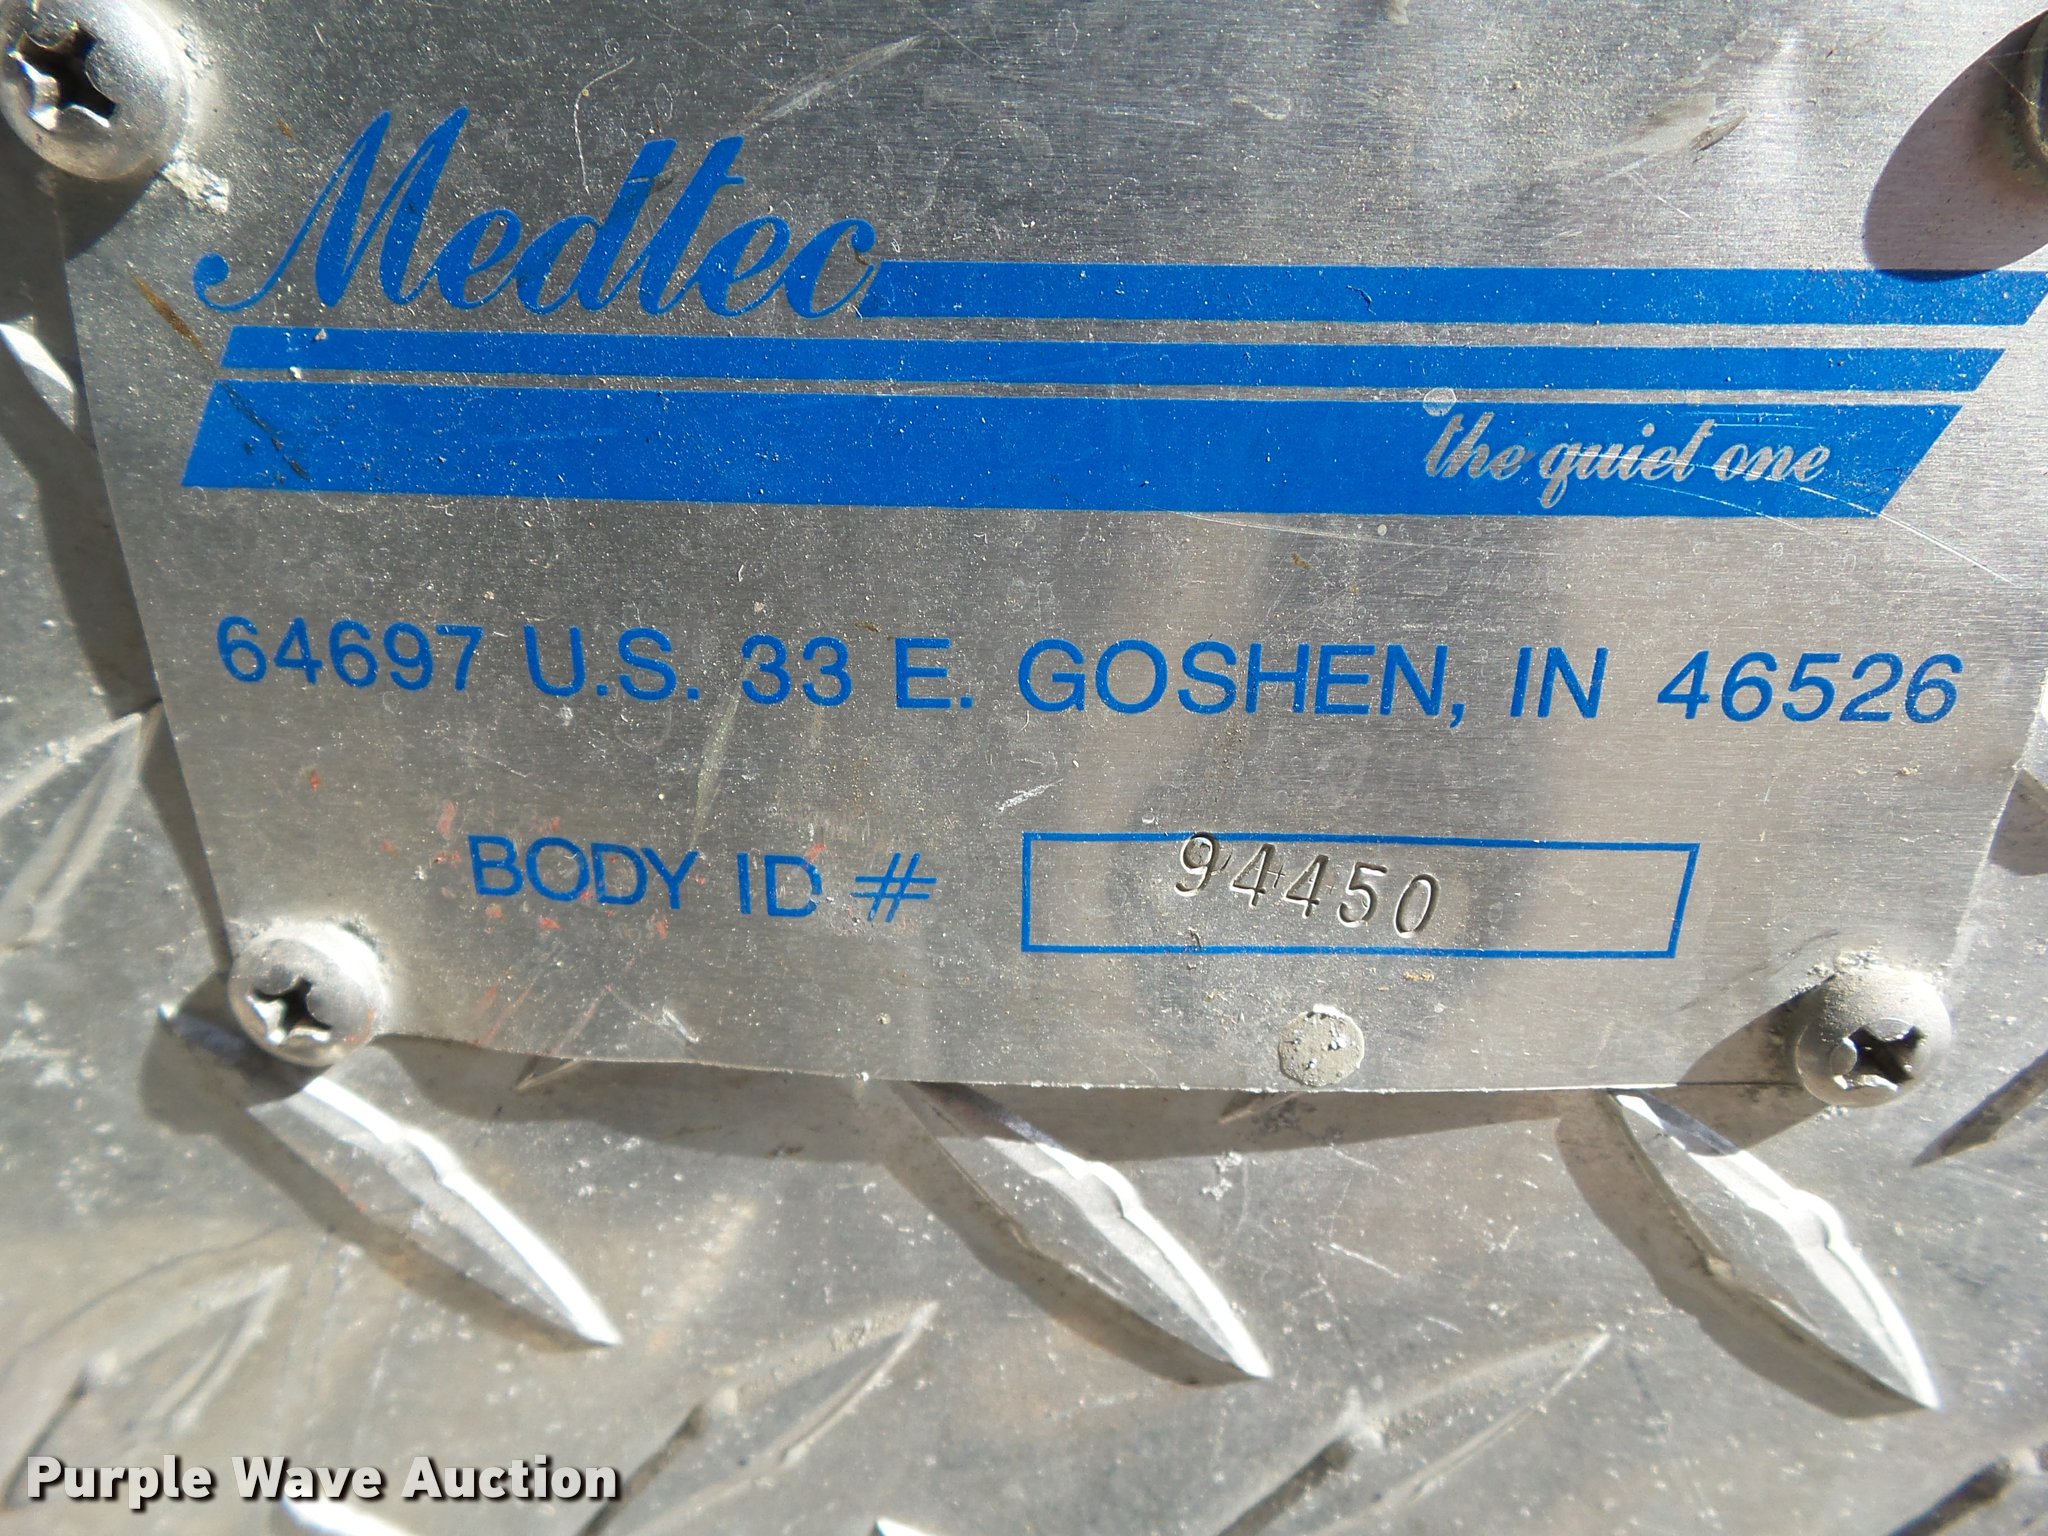 Medtec
the quiet one
64697 U.S. 33 E. GOSHEN, IN 46526
BODY ID # 94450
Purple Wave Auction